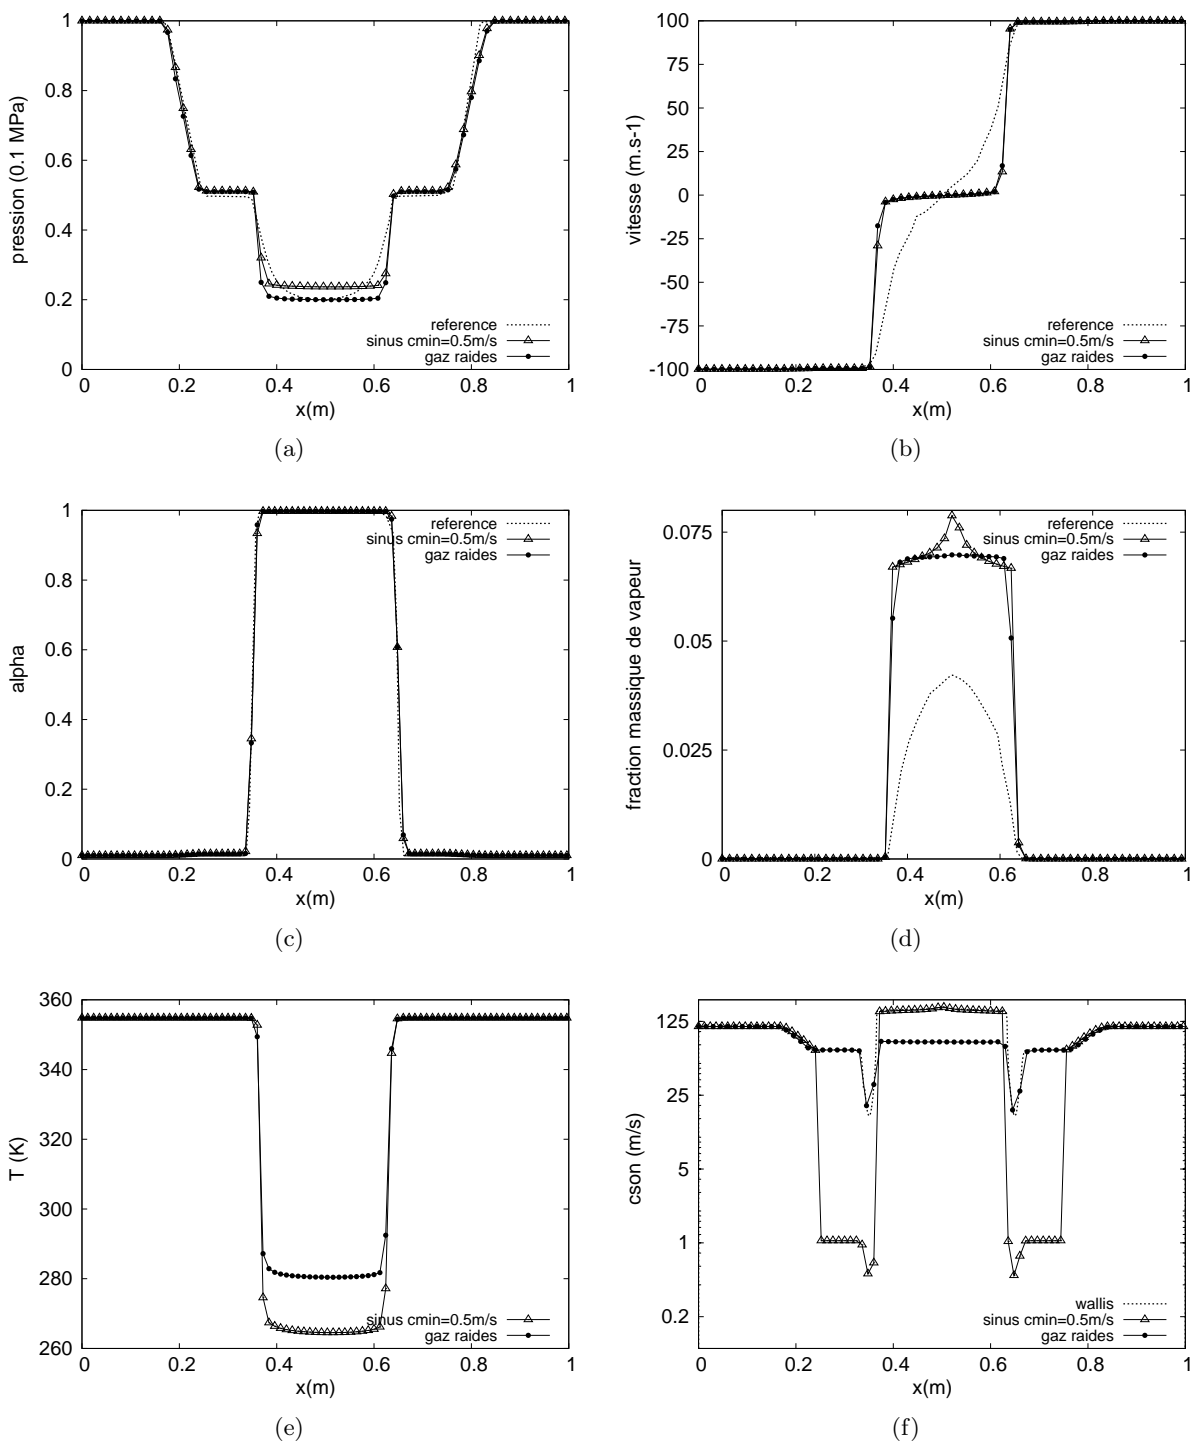 1
0.8
0.6
0.4
0.2
0
pression (0.1 MPa)
reference
sinus cmin=0.5m/s
gaz raides
0 0.2 0.4 0.6 0.8 1
x(m)
(a)
100
75
50
25
0
-25
-50
-75
-100
vitesse (m.s-1)
reference
sinus cmin=0.5m/s
gaz raides
0 0.2 0.4 0.6 0.8 1
x(m)
(b)
1
0.8
0.6
0.4
0.2
0
alpha
reference
sinus cmin=0.5m/s
gaz raides
0 0.2 0.4 0.6 0.8 1
x(m)
(c)
0.075
0.05
0.025
0
fraction massique de vapeur
reference
sinus cmin=0.5m/s
gaz raides
0 0.2 0.4 0.6 0.8 1
x(m)
(d)
360
340
320
300
280
260
T (K)
sinus cmin=0.5m/s
gaz raides
0 0.2 0.4 0.6 0.8 1
x(m)
(e)
125
25
5
1
0.2
cson (m/s)
wallis
sinus cmin=0.5m/s
gaz raides
0 0.2 0.4 0.6 0.8 1
x(m)
(f)